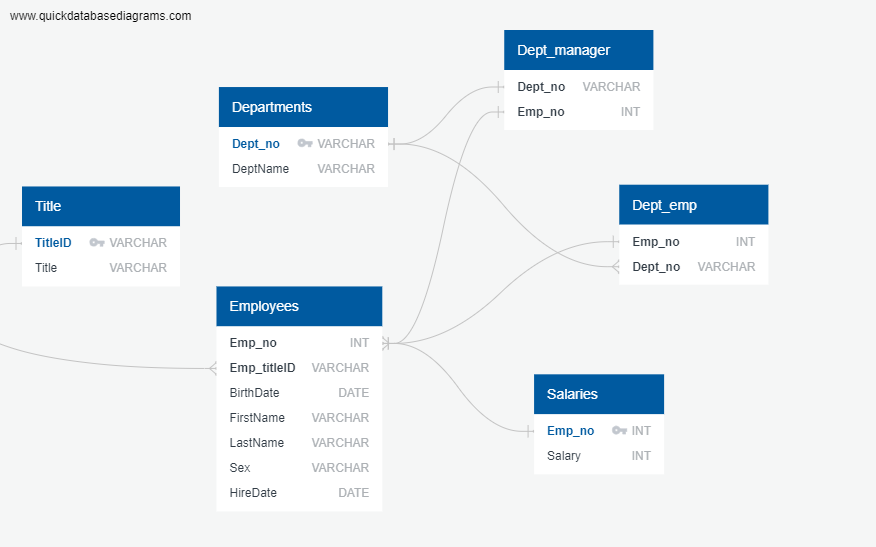 www.quickdatabasediagrams.com
Dept_manager
Dept_no VARCHAR
Emp_no INT
Departments
Dept_no VARCHAR
DeptName VARCHAR
Dept_emp
Emp_no INT
Dept_no VARCHAR
Title
TitleID VARCHAR
Title VARCHAR
Employees
Emp_no INT
Emp_titleID VARCHAR
BirthDate DATE
FirstName VARCHAR
LastName VARCHAR
Sex VARCHAR
HireDate DATE
Salaries
Emp_no INT
Salary INT